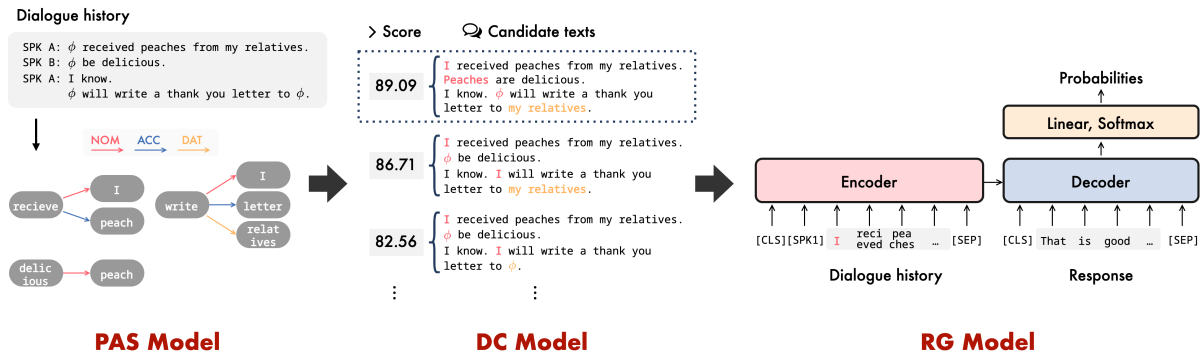 Dialogue history
SPK A: ϕ received peaches from my relatives.
SPK B: ϕ be delicious.
SPK A: I know.
ϕ will write a thank you letter to ϕ.
NOM ACC DAT
recieve
I
peach
write
I
letter
relat
ives
delic
ious
peach
PAS Model
> Score
Candidate texts
89.09
I received peaches from my relatives.
Peaches are delicious.
I know. ϕ will write a thank you
letter to my relatives.
86.71
I received peaches from my relatives.
ϕ be delicious.
I know. I will write a thank you
letter to my relatives.
82.56
I received peaches from my relatives.
ϕ be delicious.
I know. I will write a thank you
letter to ϕ.
⋮ ⋮
DC Model
Probabilities
Linear, Softmax
Encoder
Decoder
[CLS][SPK1] I reci pea … [SEP]
eved ches
Dialogue history
[CLS] That is good … [SEP]
Response
RG Model